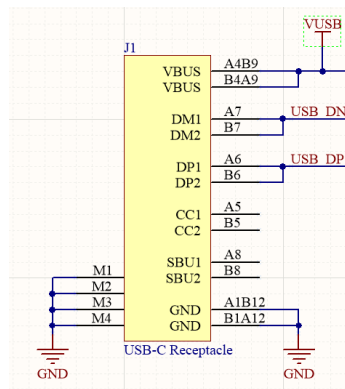 VUSB
J1
VBUS A4B9
VBUS B4A9
DM1 A7 USB_DN
DM2 B7
DP1 A6 USB_DP
DP2 B6
CC1 A5
CC2 B5
SBU1 A8
M1 SBU2 B8
M2
M3 GND A1B12
M4 GND B1A12
USB-C Receptacle
GND GND